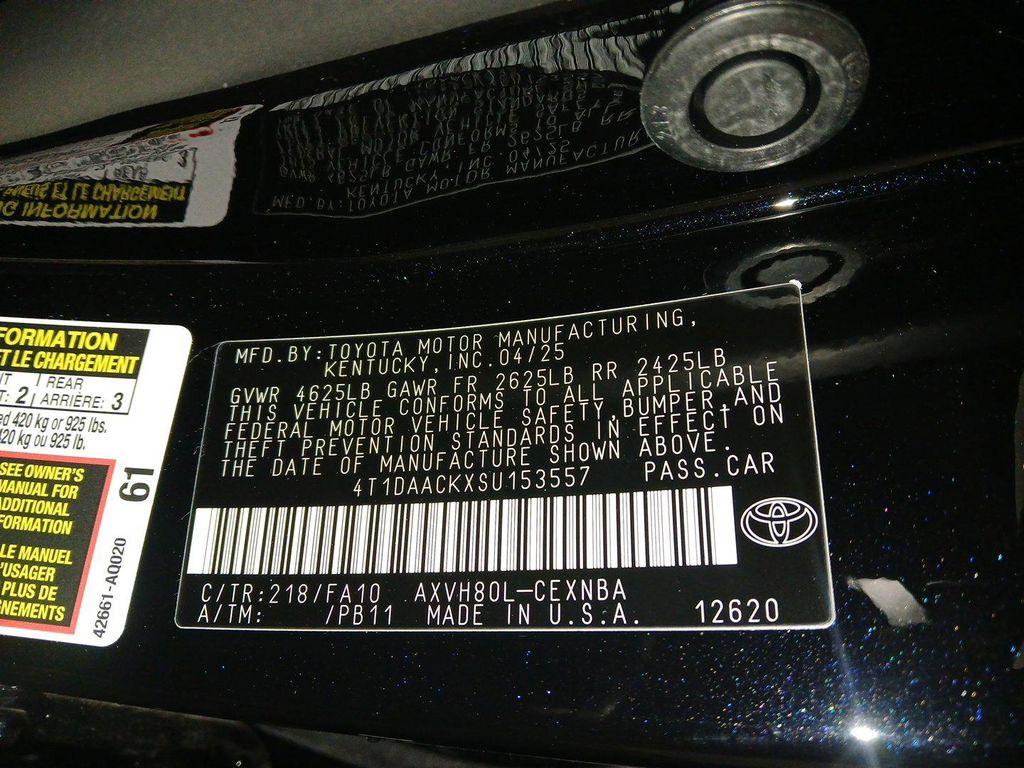 FORMATION
ET LE CHARGEMENT
REAR
2 ARRIÈRE: 3
420 kg or 925 lbs.
420 kg ou 925 lb.
SEE OWNER'S
MANUAL FOR
ADDITIONAL
FORMATION
LE MANUEL
'USAGER
PLUS DE
GNEMENTS
61
42661-A0020
MFD.BY:TOYOTA MOTOR MANUFACTURING,
KENTUCKY, INC.04/25
GVWR 4625LB GAWR FR 2625LB RR 2425LB
THIS VEHICLE CONFORMS TO ALL APPLICABLE
FEDERAL MOTOR VEHICLE SAFETY,BUMPER,AND
THEFT PREVENTION STANDARDS IN EFFECT ON
THE DATE OF MANUFACTURE SHOWN ABOVE.
4T1DAACKXSU153557 PASS.CAR
C/TR:218/FA10 AXVH80L-CEXNBA
A/TM: /PB11 MADE IN U.S.A. 12620